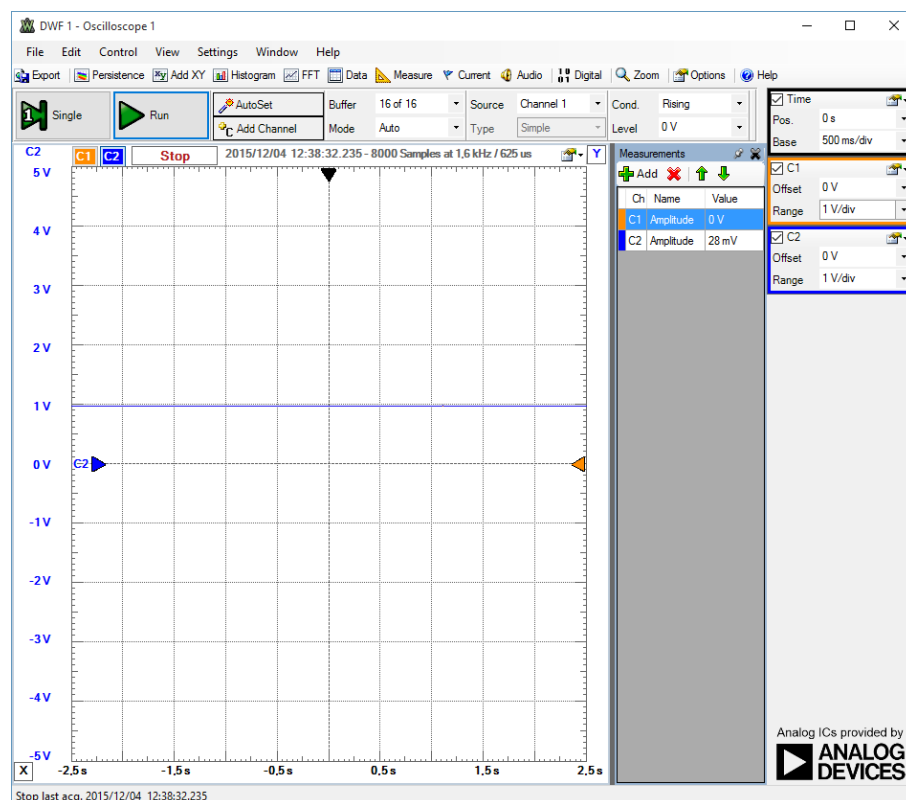 DWF 1 - Oscilloscope 1
File Edit Control View Settings Window Help
Export Persistence Add XY Histogram FFT Data Measure Current Audio Digital Zoom Options Help
Single Run AutoSet Buffer 16 of 16 Source Channel 1 Cond. Rising
Add Channel Mode Auto Type Simple Level 0 V
Time
Pos. 0 s
Base 500 ms/div
C2 C1 C2 Stop 2015/12/04 12:38:32.235 - 8000 Samples at 1,6 kHz / 625 us Y
Measurements
Add
Ch Name Value
C1 Amplitude 0 V
C2 Amplitude 28 mV
C1
Offset 0 V
Range 1 V/div
C2
Offset 0 V
Range 1 V/div
5 V
4 V
3 V
2 V
1 V
0 V C2
-1 V
-2 V
-3 V
-4 V
-5 V
X -2,5 s -1,5 s -0,5 s 0,5 s 1,5 s 2,5 s
Analog ICs provided by
ANALOG
DEVICES
Stop last acq. 2015/12/04 12:38:32.235